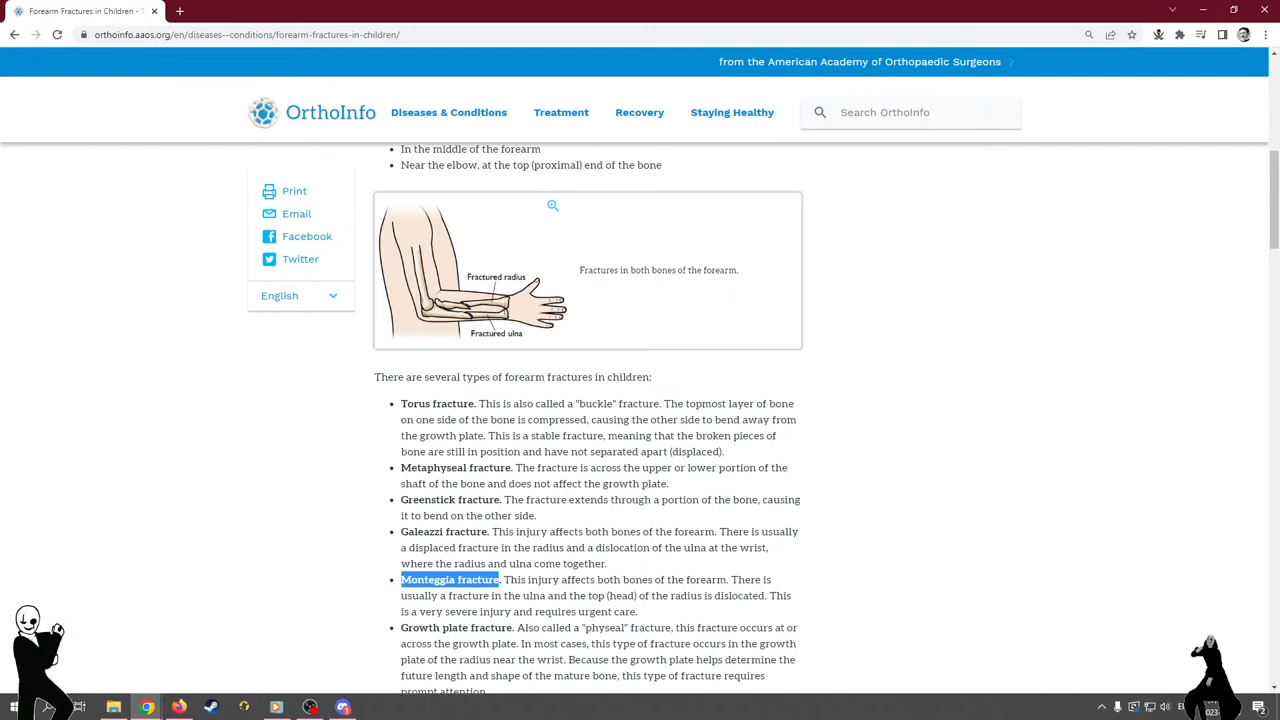 Forearm Fractures in Children - T
orthoinfo.aaos.org/en/diseases--conditions/forearm-fractures-in-children/
from the American Academy of Orthopaedic Surgeons
OrthoInfo
Diseases & Conditions
Treatment
Recovery
Staying Healthy
Search OrthoInfo
Print
Email
Facebook
Twitter
English
• In the middle of the forearm
• Near the elbow, at the top (proximal) end of the bone
Fractured radius
Fractured ulna
Fractures in both bones of the forearm.
There are several types of forearm fractures in children:
• Torus fracture. This is also called a "buckle" fracture. The topmost layer of bone
on one side of the bone is compressed, causing the other side to bend away from
the growth plate. This is a stable fracture, meaning that the broken pieces of
bone are still in position and have not separated apart (displaced).
• Metaphyseal fracture. The fracture is across the upper or lower portion of the
shaft of the bone and does not affect the growth plate.
• Greenstick fracture. The fracture extends through a portion of the bone, causing
it to bend on the other side.
• Galeazzi fracture. This injury affects both bones of the forearm. There is usually
a displaced fracture in the radius and a dislocation of the ulna at the wrist,
where the radius and ulna come together.
• Monteggia fracture. This injury affects both bones of the forearm. There is
usually a fracture in the ulna and the top (head) of the radius is dislocated. This
is a very severe injury and requires urgent care.
• Growth plate fracture. Also called a "physeal" fracture, this fracture occurs at or
across the growth plate. In most cases, this type of fracture occurs in the growth
plate of the radius near the wrist. Because the growth plate helps determine the
future length and shape of the mature bone, this type of fracture requires
prompt attention.